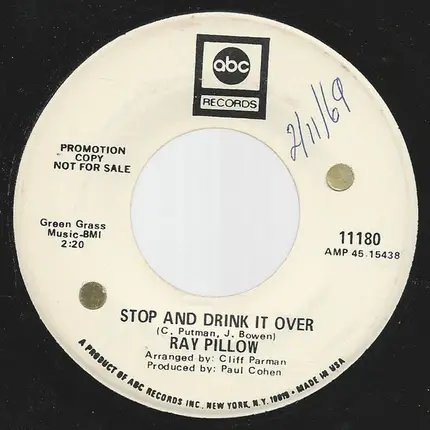 abc
RECORDS
2/11/69
PROMOTION
COPY
NOT FOR SALE
Green Grass
Music-BMI
2:20
11180
AMP 45-15438
STOP AND DRINK IT OVER
(C. Putman, J. Bowen)
RAY PILLOW
Arranged by: Cliff Parman
Produced by: Paul Cohen
A PRODUCT OF ABC RECORDS INC. NEW YORK, N.Y. 10019 • MADE IN USA